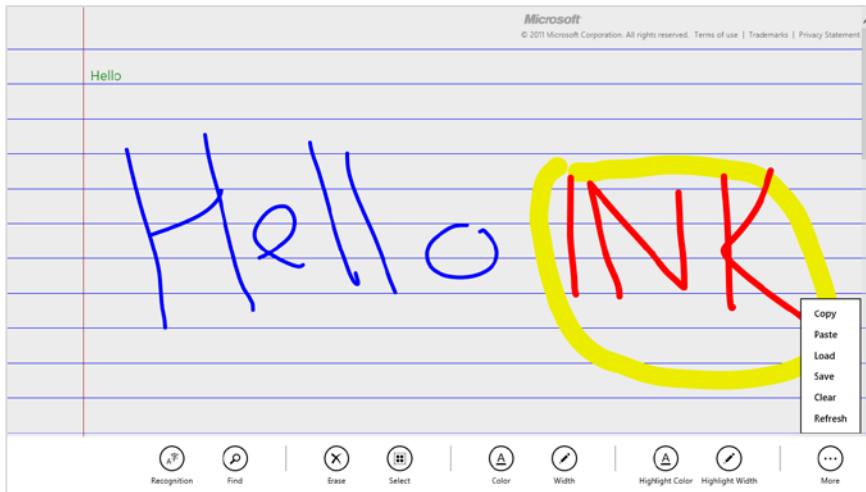 Microsoft
© 2011 Microsoft Corporation. All rights reserved. Terms of use | Trademarks | Privacy Statement
Hello
Hello INK
Copy
Paste
Load
Save
Clear
Refresh
Recognition Find Erase Select Color Width Highlight Color Highlight Width More